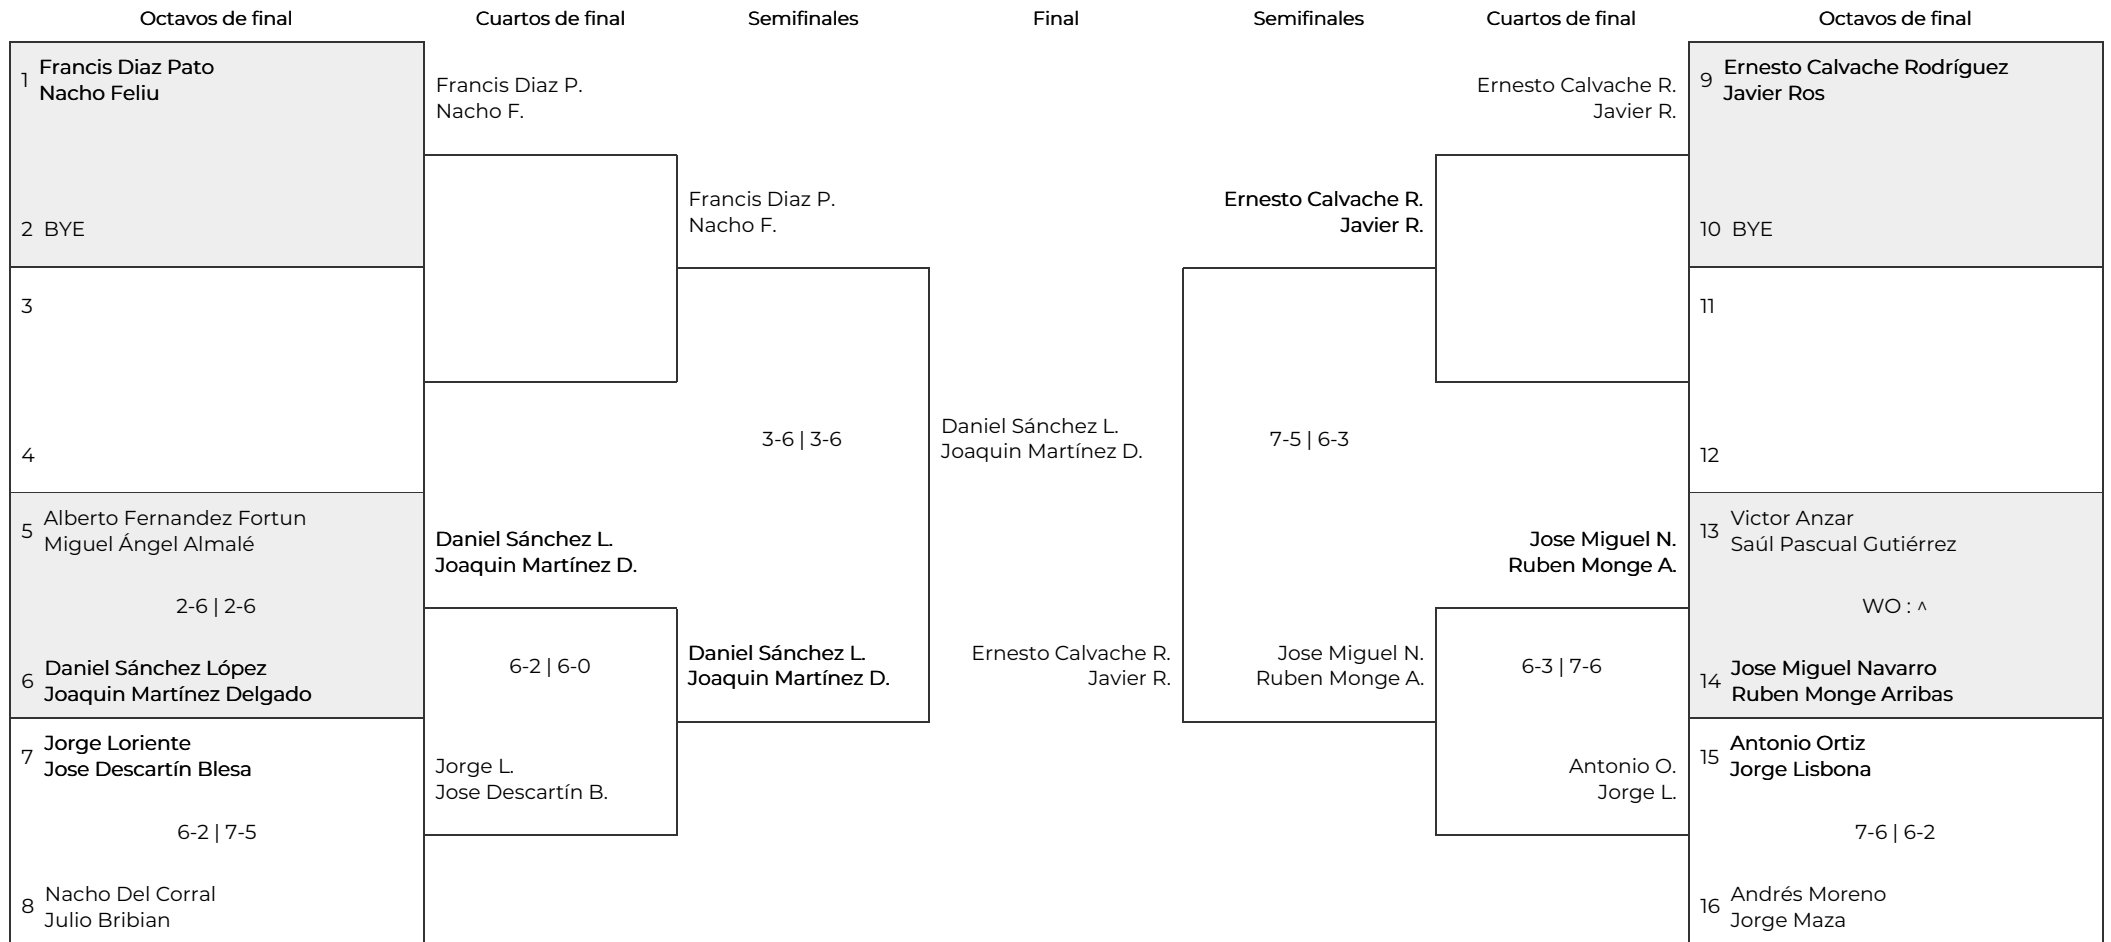 Octavos de final
Cuartos de final
Semifinales
Final
Semifinales
Cuartos de final
Octavos de final
1 Francis Diaz Pato
Nacho Feliu
2 BYE
3
4
5 Alberto Fernandez Fortun
Miguel Ángel Almalé
2-6 | 2-6
6 Daniel Sánchez López
Joaquin Martínez Delgado
7 Jorge Loriente
Jose Descartín Blesa
6-2 | 7-5
8 Nacho Del Corral
Julio Bribian
Francis Diaz P.
Nacho F.
Daniel Sánchez L.
Joaquin Martínez D.
6-2 | 6-0
Jorge L.
Jose Descartín B.
Francis Diaz P.
Nacho F.
3-6 | 3-6
Daniel Sánchez L.
Joaquin Martínez D.
Daniel Sánchez L.
Joaquin Martínez D.
Ernesto Calvache R.
Javier R.
Ernesto Calvache R.
Javier R.
7-5 | 6-3
Jose Miguel N.
Ruben Monge A.
Ernesto Calvache R.
Javier R.
Jose Miguel N.
Ruben Monge A.
6-3 | 7-6
Antonio O.
Jorge L.
9 Ernesto Calvache Rodríguez
Javier Ros
10 BYE
11
12
13 Victor Anzar
Saúl Pascual Gutiérrez
WO : ^
14 Jose Miguel Navarro
Ruben Monge Arribas
15 Antonio Ortiz
Jorge Lisbona
7-6 | 6-2
16 Andrés Moreno
Jorge Maza